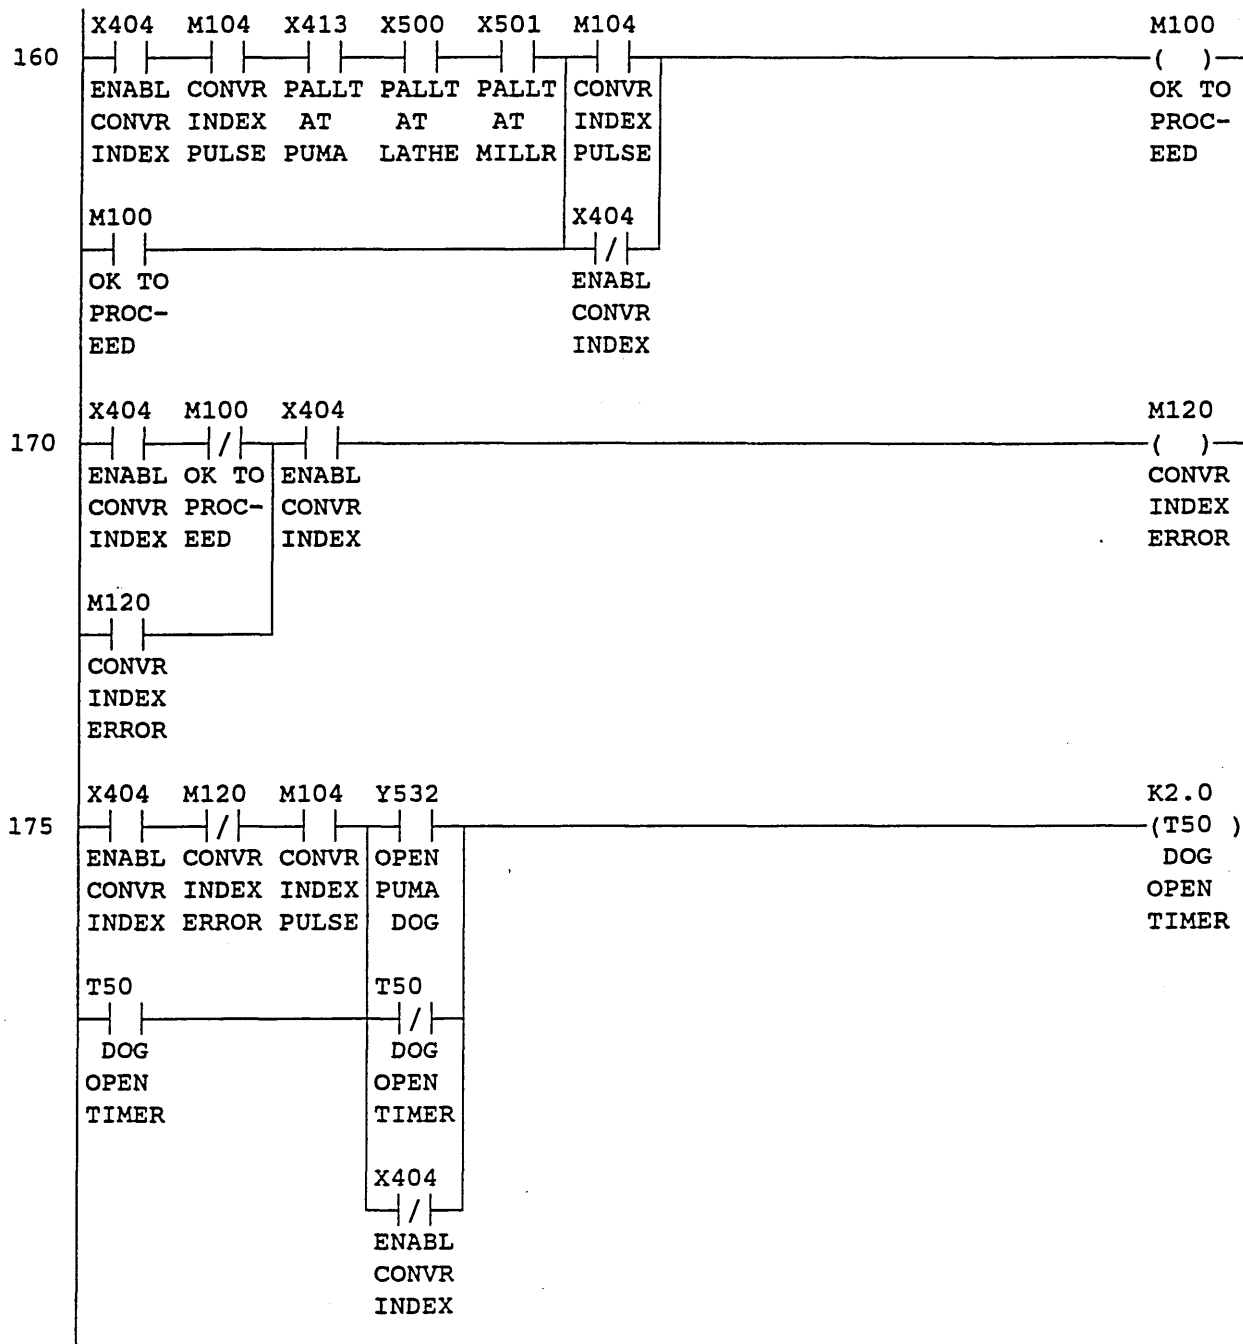 X404 M104 X413 X500 X501 M104 M100
160 ( )
ENABL CONVR PALLT PALLT PALLT CONVR OK TO
CONVR INDEX AT AT AT INDEX PROC-
INDEX PULSE PUMA LATHE MILLR PULSE EED
M100 X404
/
OK TO ENABL
PROC- CONVR
EED INDEX
X404 M100 X404 M120
170 / ( )
ENABL OK TO ENABL CONVR
CONVR PROC- CONVR INDEX
INDEX EED INDEX ERROR
M120
CONVR
INDEX
ERROR
X404 M120 M104 Y532 K2.0
175 / (T50 )
ENABL CONVR CONVR OPEN DOG
CONVR INDEX INDEX PUMA OPEN
INDEX ERROR PULSE DOG TIMER
T50 T50
/
DOG DOG
OPEN OPEN
TIMER TIMER
X404
/
ENABL
CONVR
INDEX